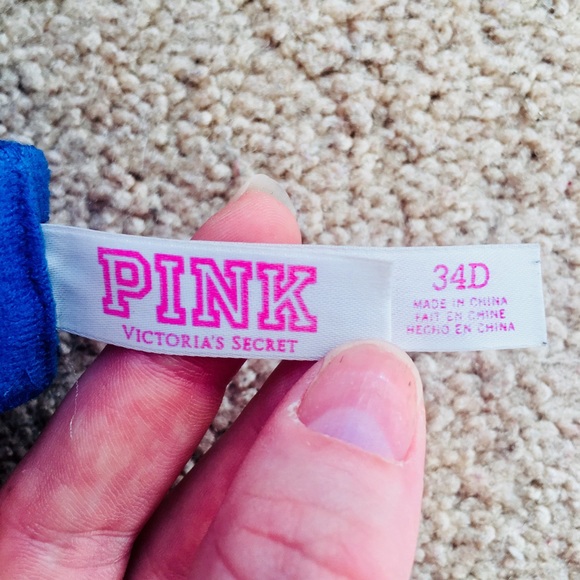 PINK
VICTORIA'S SECRET
34D
MADE IN CHINA
FAIT EN CHINE
HECHO EN CHINA